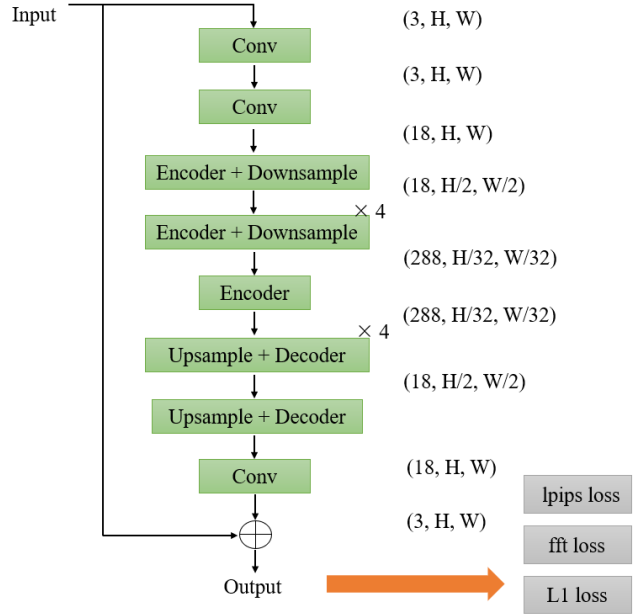 Input
(3, H, W)
Conv
(3, H, W)
Conv
(18, H, W)
Encoder + Downsample
(18, H/2, W/2)
× 4
Encoder + Downsample
(288, H/32, W/32)
Encoder
(288, H/32, W/32)
× 4
Upsample + Decoder
(18, H/2, W/2)
Upsample + Decoder
(18, H, W)
Conv
(3, H, W)
Output
lpips loss
fft loss
L1 loss